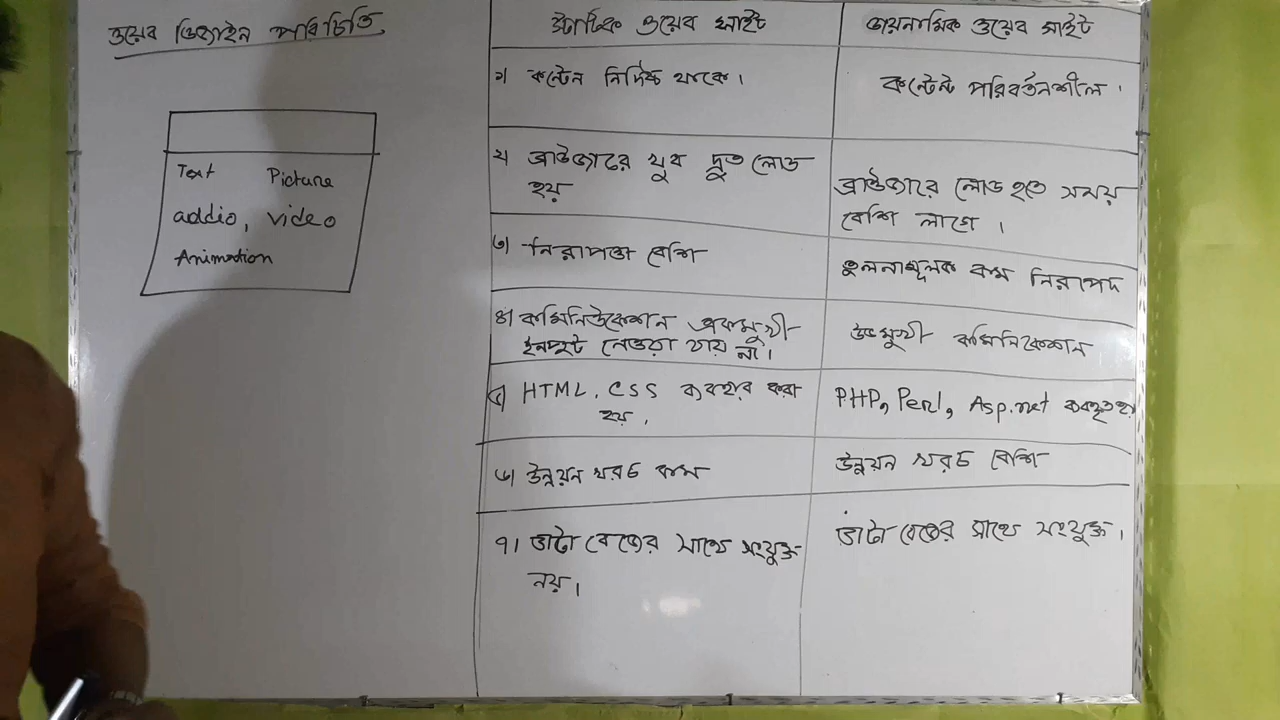 ওয়েব ডিজাইন পরিচিতি
Text Picture
addio, video
Animation
স্ট্যাটিক ওয়েব সাইট
ডায়নামিক ওয়েব সাইট
১। কন্টেন নির্দিষ্ট থাকে।
কন্টেন্ট পরিবর্তনশীল।
২। ব্রাউজারে খুব দ্রুত লোড
হয়
ব্রাউজারে লোড হতে সময়
বেশি লাগে।
৩। নিরাপত্তা বেশি
তুলনামূলক কম নিরাপদ
৪। কমিনিউকেশন একমুখী
ইনপুট নেওয়া যায় না।
উভমুখী কমিনিকেশন
৫। HTML, CSS ব্যবহার করা
হয়।
PHP, Perl, Asp.net ব্যবহৃত হয়
৬। উন্নয়ন খরচ কম
উন্নয়ন খরচ বেশি
৭। ডাটা বেজের সাথে সংযুক্ত
নয়।
ডাটা বেজের সাথে সংযুক্ত।